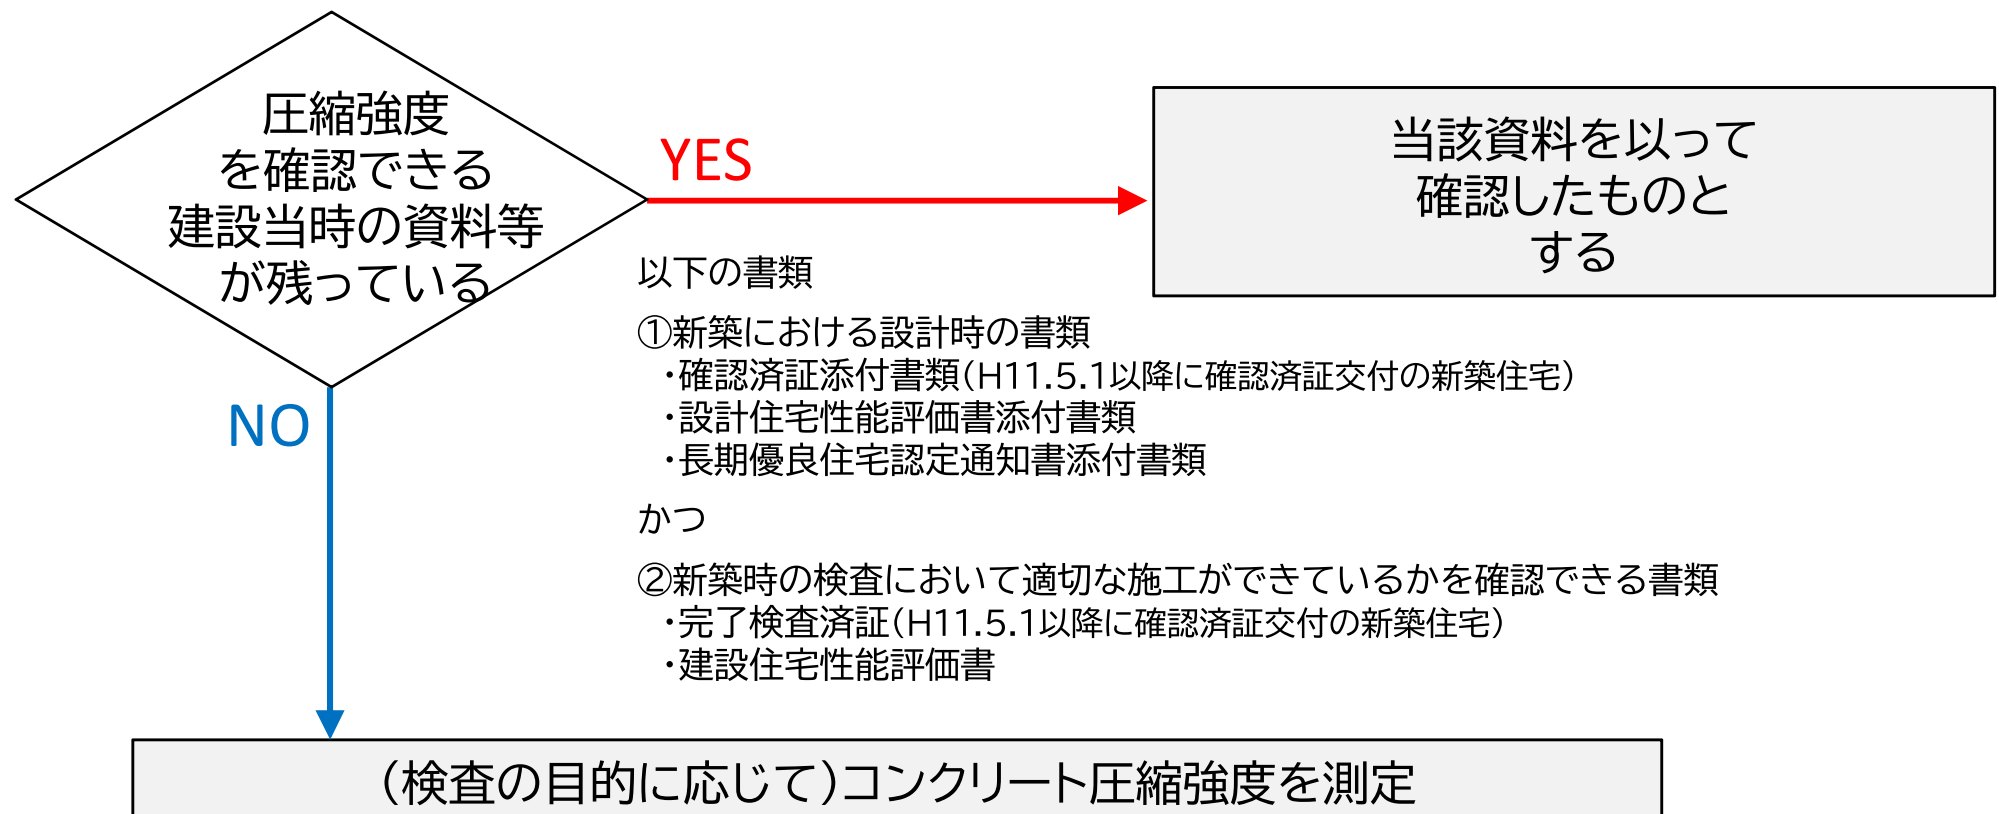 圧縮強度
を確認できる
建設当時の資料等
が残っている
YES
当該資料を以って
確認したものと
する
以下の書類
①新築における設計時の書類
・確認済証添付書類(H11.5.1以降に確認済証交付の新築住宅)
・設計住宅性能評価書添付書類
・長期優良住宅認定通知書添付書類
かつ
②新築時の検査において適切な施工ができているかを確認できる書類
・完了検査済証(H11.5.1以降に確認済証交付の新築住宅)
・建設住宅性能評価書
NO
(検査の目的に応じて)コンクリート圧縮強度を測定